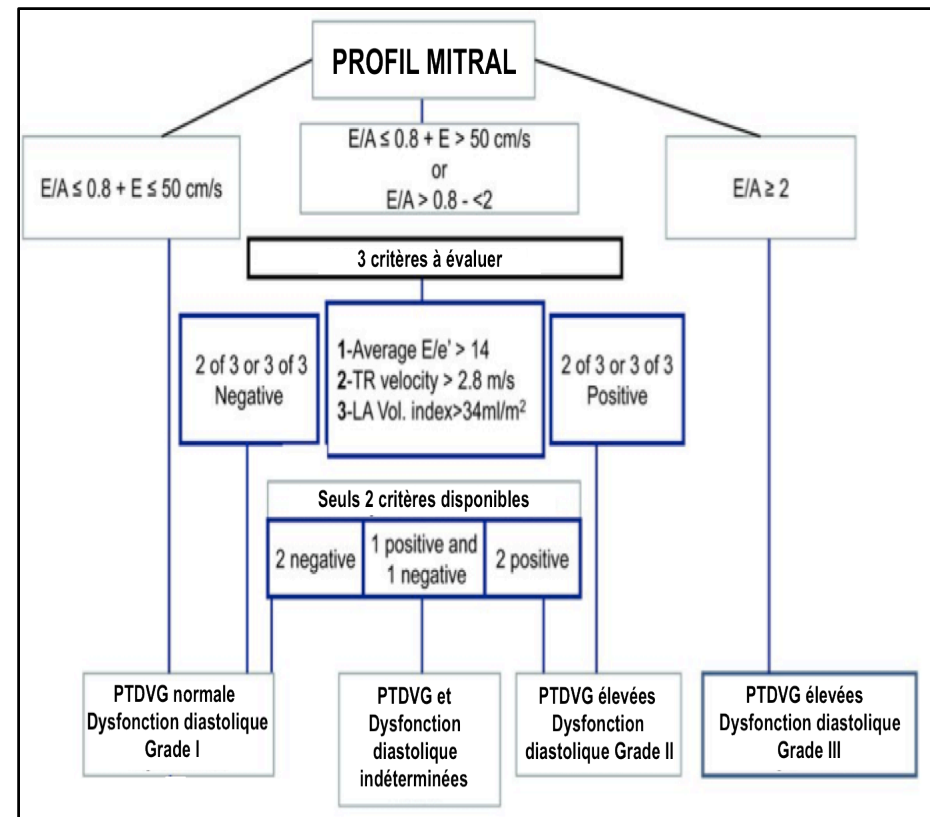 PROFIL MITRAL
E/A ≤ 0.8 + E ≤ 50 cm/s
E/A ≤ 0.8 + E > 50 cm/s
or
E/A > 0.8 - <2
E/A ≥ 2
3 critères à évaluer
2 of 3 or 3 of 3
Negative
1-Average E/e' > 14
2-TR velocity > 2.8 m/s
3-LA Vol. index>34ml/m²
2 of 3 or 3 of 3
Positive
Seuls 2 critères disponibles
2 negative
1 positive and
1 negative
2 positive
PTDVG normale
Dysfonction diastolique
Grade I
PTDVG et
Dysfonction
diastolique
indéterminées
PTDVG élevées
Dysfonction
diastolique Grade II
PTDVG élevées
Dysfonction diastolique
Grade III